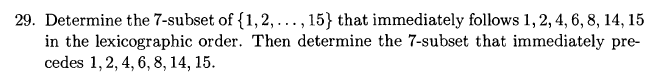 29. Determine the 7-subset of {1, 2, . . . , 15} that immediately follows 1, 2, 4, 6, 8, 14, 15
in the lexicographic order. Then determine the 7-subset that immediately pre-
cedes 1, 2, 4, 6, 8, 14, 15.